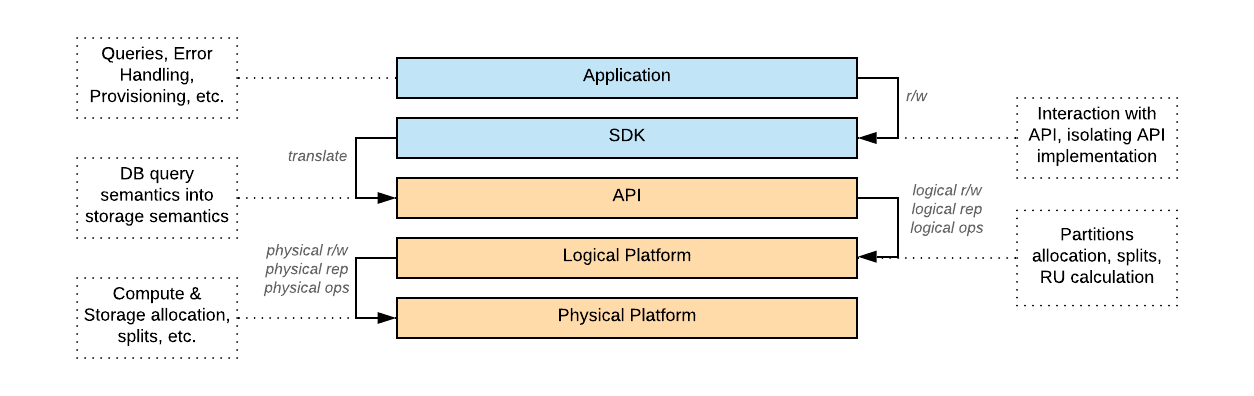 Queries, Error
Handling,
Provisioning, etc.
Application
r/w
Interaction with
API, isolating API
implementation
SDK
translate
DB query
semantics into
storage semantics
API
logical r/w
logical rep
logical ops
Partitions
allocation, splits,
RU calculation
physical r/w
physical rep
physical ops
Logical Platform
Compute &
Storage allocation,
splits, etc.
Physical Platform